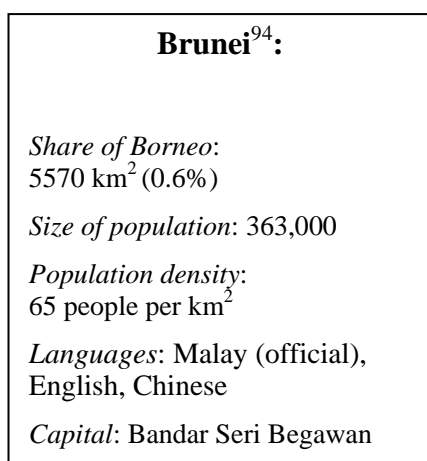 Brunei⁹⁴:
Share of Borneo:
5570 km² (0.6%)
Size of population: 363,000
Population density:
65 people per km²
Languages: Malay (official),
English, Chinese
Capital: Bandar Seri Begawan